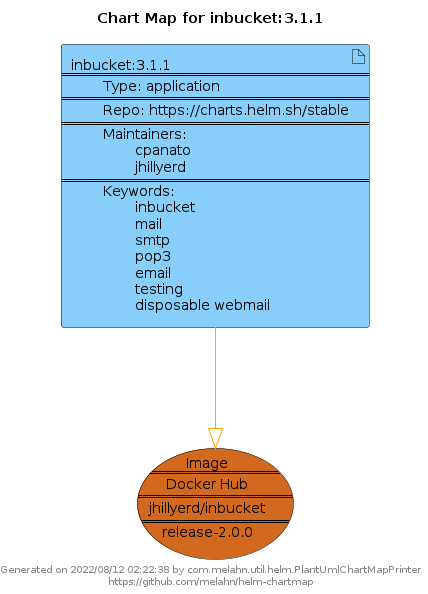 Chart Map for inbucket:3.1.1
inbucket:3.1.1
Type: application
Repo: https://charts.helm.sh/stable
Maintainers:
cpanato
jhillyerd
Keywords:
inbucket
mail
smtp
pop3
email
testing
disposable webmail
Image
Docker Hub
jhillyerd/inbucket
release-2.0.0
Generated on 2022/08/12 02:22:38 by com.melahn.util.helm.PlantUmlChartMapPrinter
https://github.com/melahn/helm-chartmap